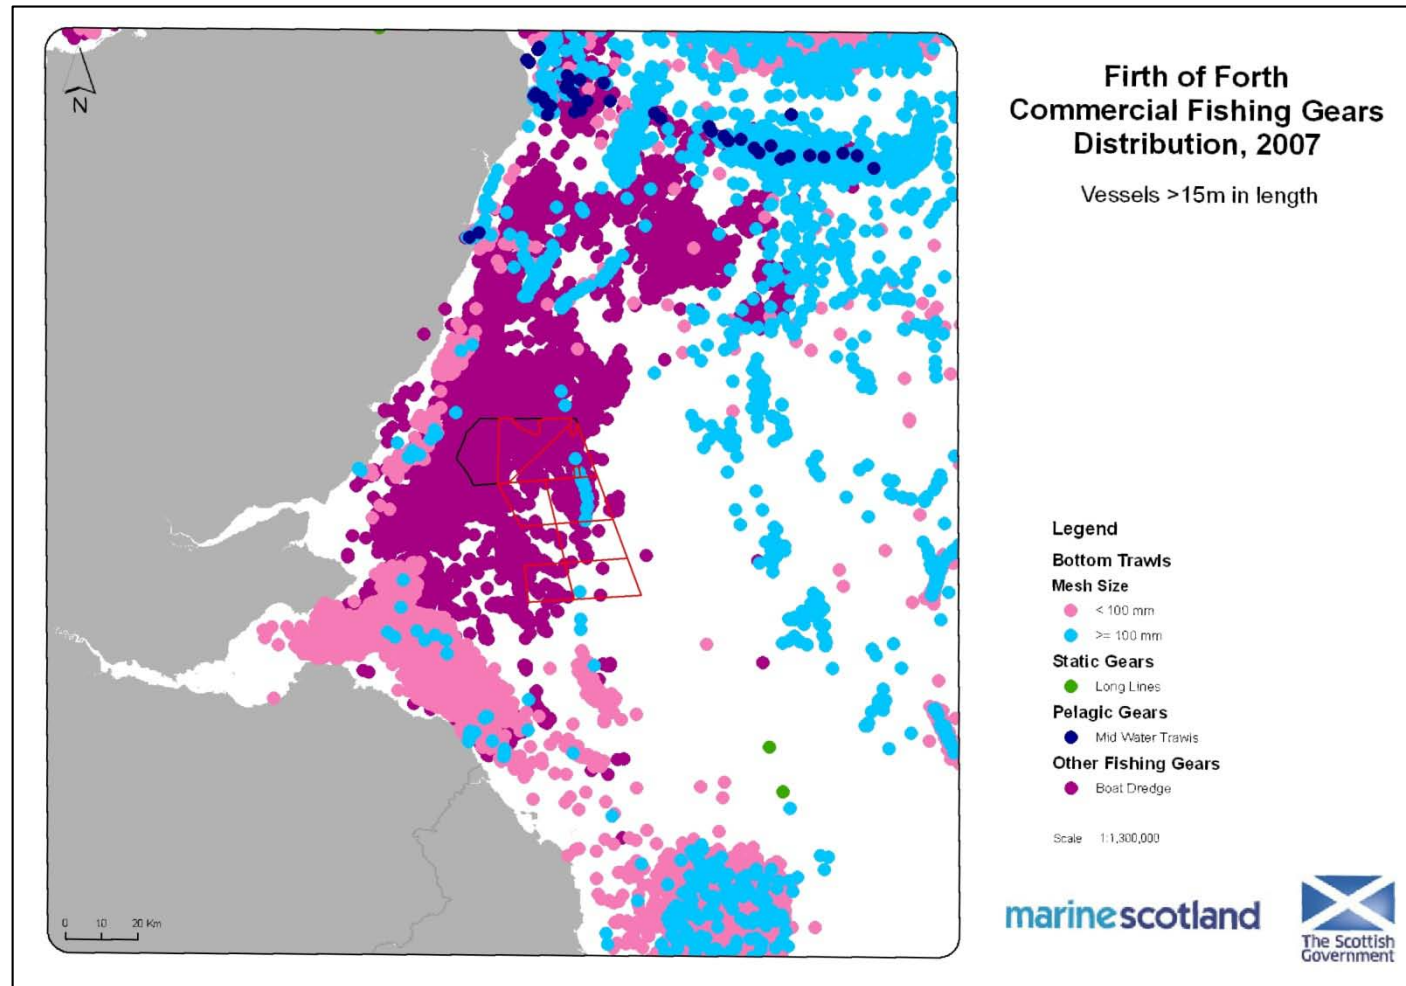 N
Firth of Forth
Commercial Fishing Gears
Distribution, 2007
Vessels >15m in length
Legend
Bottom Trawls
Mesh Size
< 100 mm
>= 100 mm
Static Gears
Long Lines
Pelagic Gears
Mid Water Trawls
Other Fishing Gears
Boat Dredge
Scale 1:1,300,000
0 10 20 Km
marinescotland
The Scottish
Government